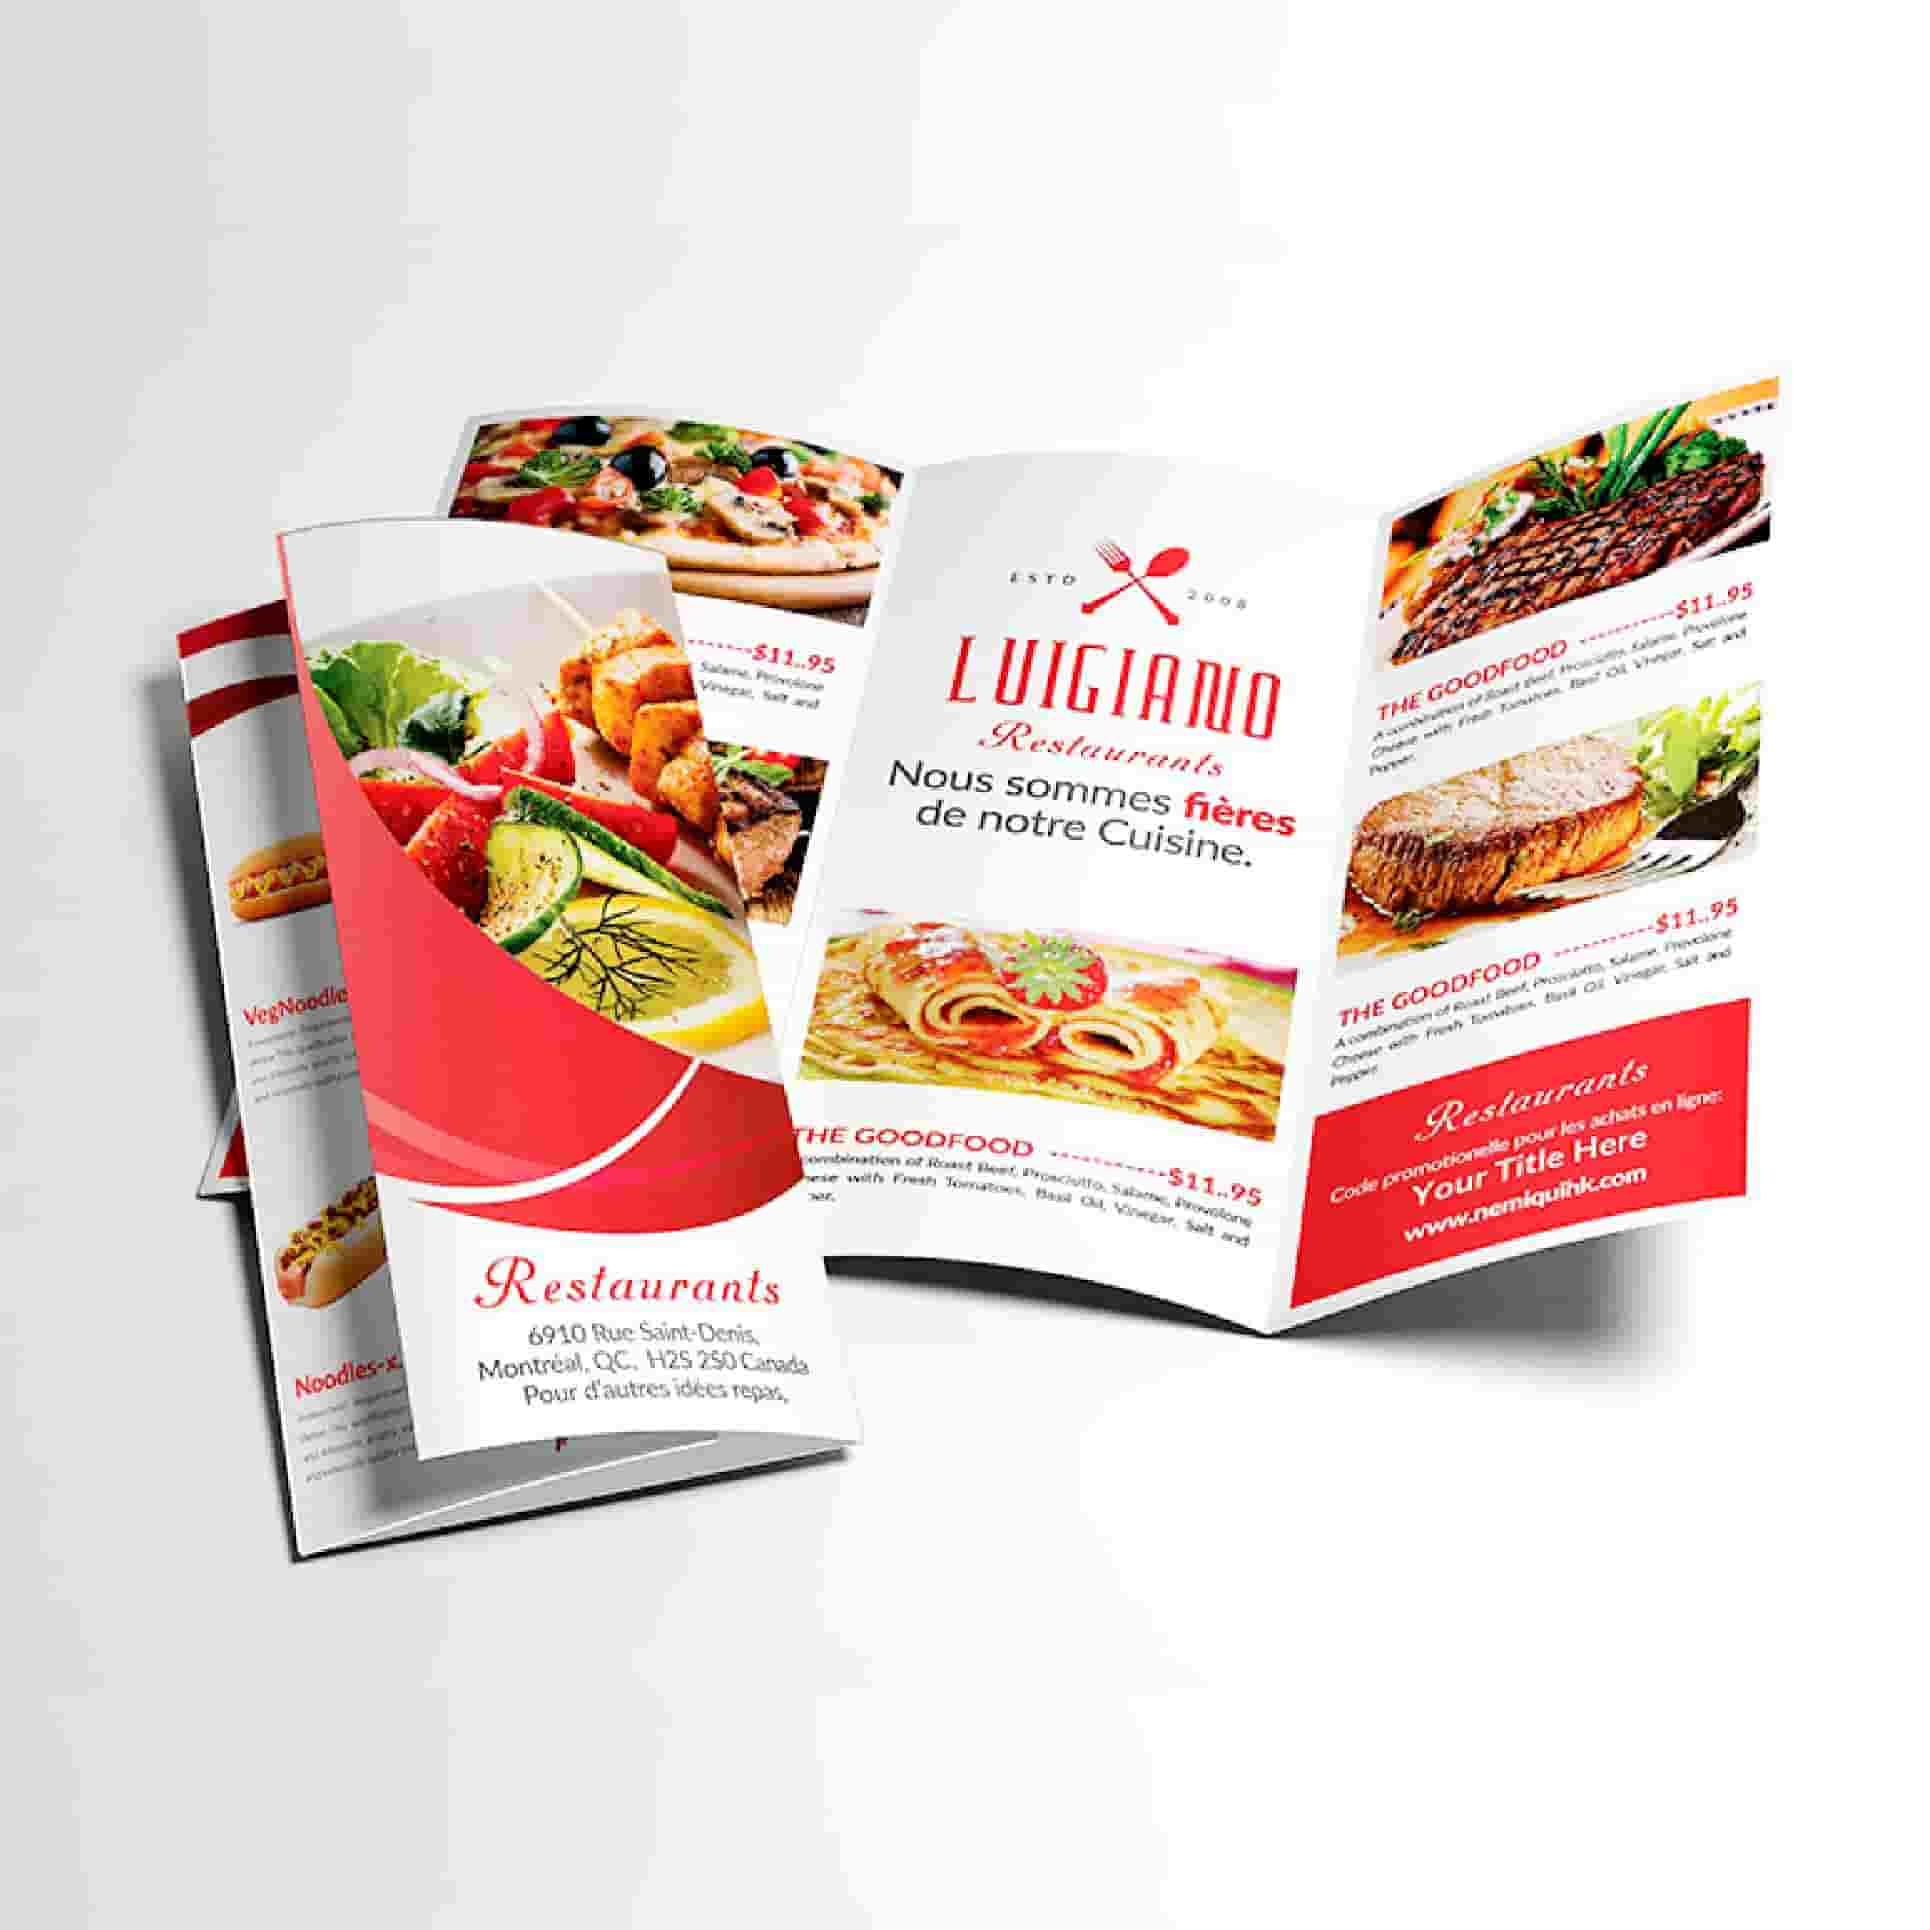 VegNoodle
Noodles-x.
Restaurants
6910 Rue Saint-Denis,
Montréal, QC, H2S 2S0 Canada
Pour d'autres idées repas,
-------$11..95
Salame, Provolone
Vinegar, Salt and
ESTD 2008
LUIGIANO
Restaurants
Nous sommes fières
de notre Cuisine.
THE GOODFOOD ------------$11..95
combination of Roast Beef, Prosciutto, Salame, Provolone
ese with Fresh Tomatoes, Basil Oil, Vinegar, Salt and
per.
THE GOODFOOD ------------$11..95
A combination of Roast Beef, Prosciutto, Salame, Provolone
Cheese with Fresh Tomatoes, Basil Oil, Vinegar, Salt and
Pepper.
THE GOODFOOD ------------$11..95
A combination of Roast Beef, Prosciutto, Salame, Provolone
Cheese with Fresh Tomatoes, Basil Oil, Vinegar, Salt and
Pepper.
Restaurants
Code promotionelle pour les achats en ligne:
Your Title Here
www.nemiquihk.com